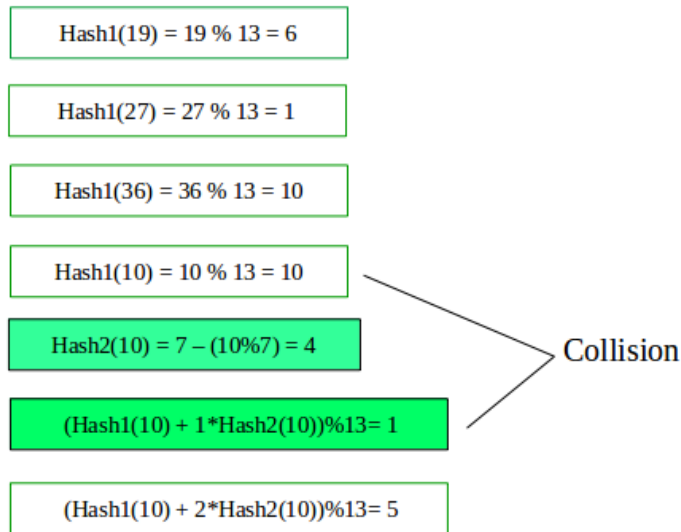 Hash1(19) = 19 % 13 = 6
Hash1(27) = 27 % 13 = 1
Hash1(36) = 36 % 13 = 10
Hash1(10) = 10 % 13 = 10
Hash2(10) = 7 – (10%7) = 4
Collision
(Hash1(10) + 1*Hash2(10))%13= 1
(Hash1(10) + 2*Hash2(10))%13= 5